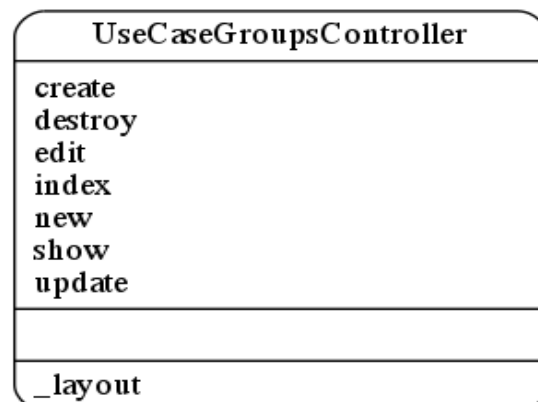 UseCaseGroupsController
create
destroy
edit
index
new
show
update
_layout